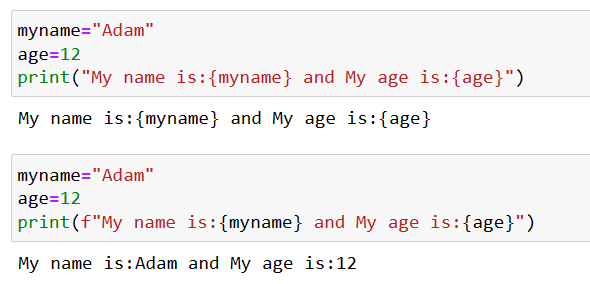 myname="Adam"
age=12
print("My name is:{myname} and My age is:{age}")
My name is:{myname} and My age is:{age}
myname="Adam"
age=12
print(f"My name is:{myname} and My age is:{age}")
My name is:Adam and My age is:12